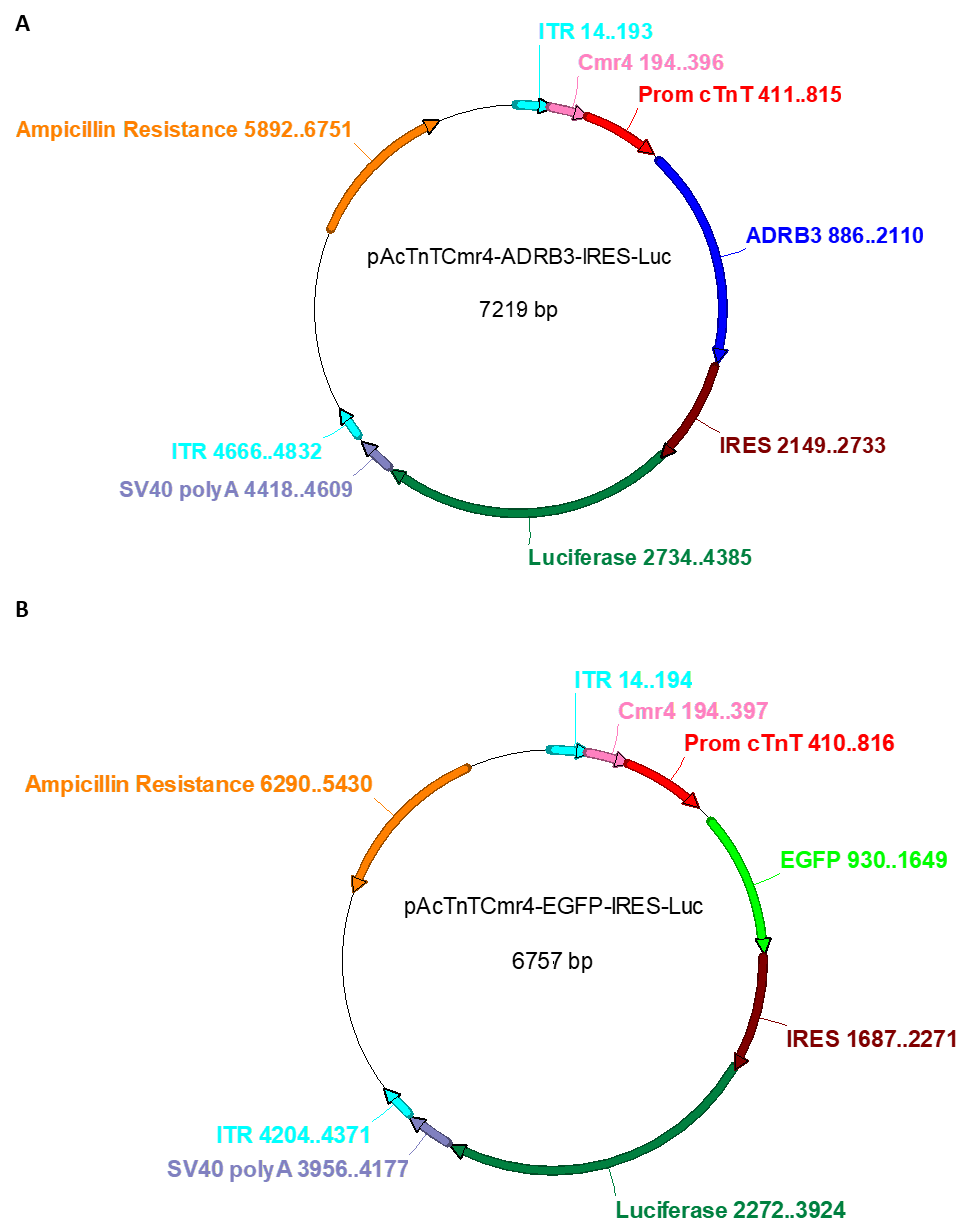 A
ITR 14..193
Cmr4 194..396
Prom cTnT 411..815
Ampicillin Resistance 5892..6751
ADRB3 886..2110
pAcTnTCmr4-ADRB3-IRES-Luc
7219 bp
IRES 2149..2733
ITR 4666..4832
SV40 polyA 4418..4609
Luciferase 2734..4385
B
ITR 14..194
Cmr4 194..397
Prom cTnT 410..816
Ampicillin Resistance 6290..5430
EGFP 930..1649
pAcTnTCmr4-EGFP-IRES-Luc
6757 bp
IRES 1687..2271
ITR 4204..4371
SV40 polyA 3956..4177
Luciferase 2272..3924